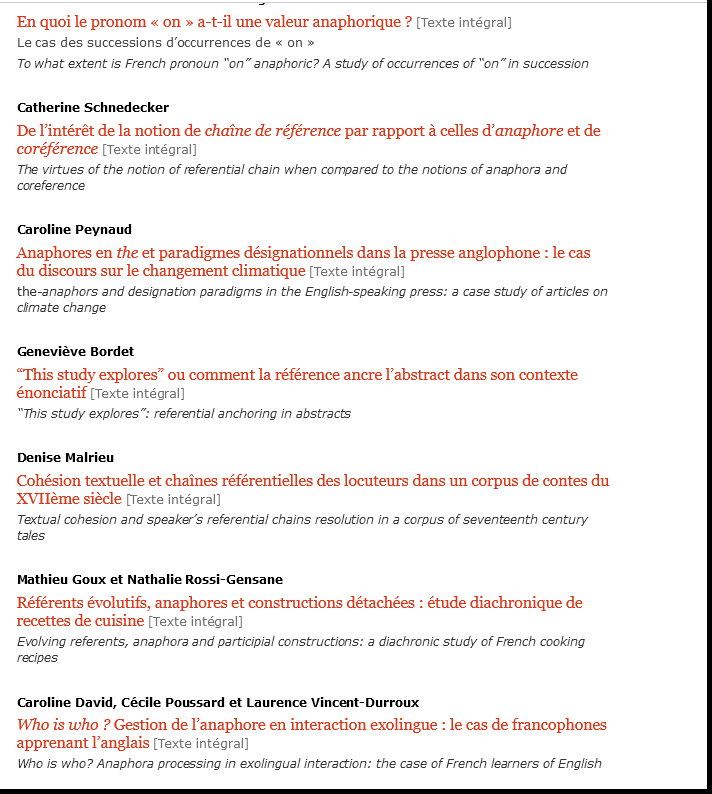 En quoi le pronom « on » a-t-il une valeur anaphorique ? [Texte intégral]
Le cas des successions d’occurrences de « on »
To what extent is French pronoun “on” anaphoric? A study of occurrences of “on” in succession
Catherine Schnedecker
De l’intérêt de la notion de chaîne de référence par rapport à celles d’anaphore et de
coréférence [Texte intégral]
The virtues of the notion of referential chain when compared to the notions of anaphora and
coreference
Caroline Peynaud
Anaphores en the et paradigmes désignationnels dans la presse anglophone : le cas
du discours sur le changement climatique [Texte intégral]
the-anaphors and designation paradigms in the English-speaking press: a case study of articles on
climate change
Geneviève Bordet
“This study explores” ou comment la référence ancre l’abstract dans son contexte
énonciatif [Texte intégral]
“This study explores”: referential anchoring in abstracts
Denise Malrieu
Cohésion textuelle et chaînes référentielles des locuteurs dans un corpus de contes du
XVIIème siècle [Texte intégral]
Textual cohesion and speaker’s referential chains resolution in a corpus of seventeenth century
tales
Mathieu Goux et Nathalie Rossi-Gensane
Référents évolutifs, anaphores et constructions détachées : étude diachronique de
recettes de cuisine [Texte intégral]
Evolving referents, anaphora and participial constructions: a diachronic study of French cooking
recipes
Caroline David, Cécile Poussard et Laurence Vincent-Durroux
Who is who ? Gestion de l’anaphore en interaction exolingue : le cas de francophones
apprenant l’anglais [Texte intégral]
Who is who? Anaphora processing in exolingual interaction: the case of French learners of English